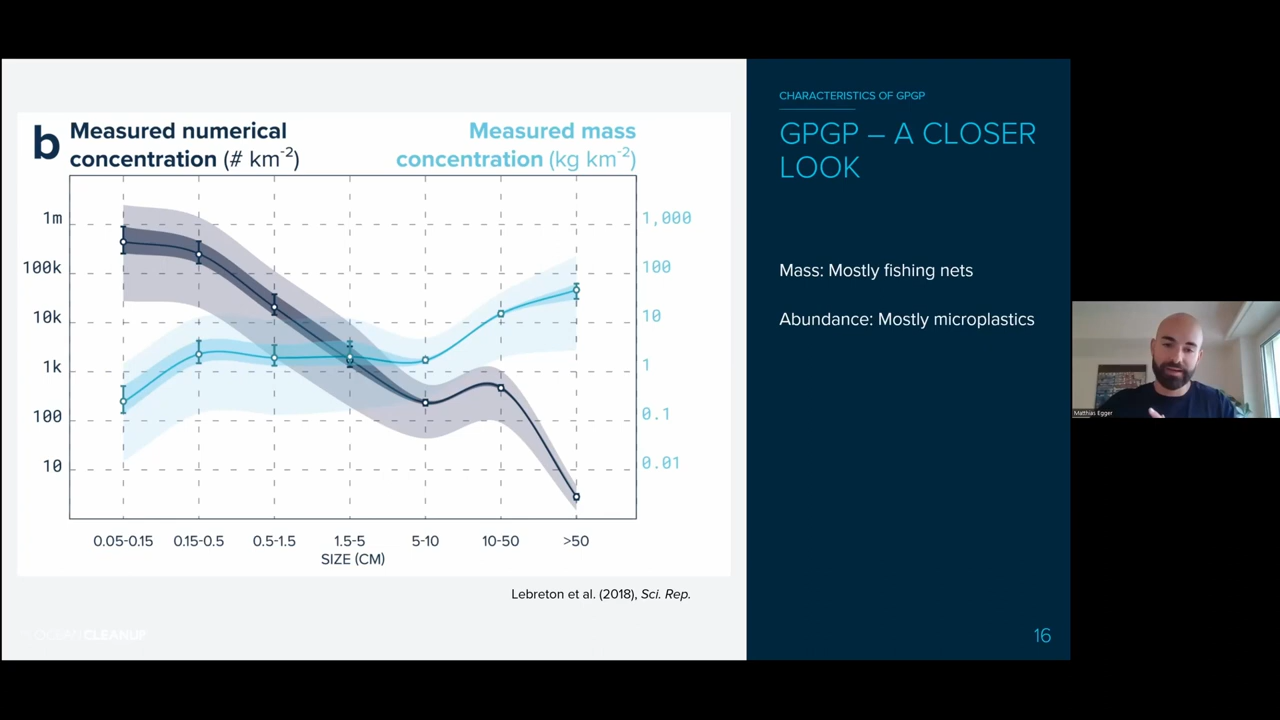 b
Measured numerical
concentration (# km⁻²)
Measured mass
concentration (kg km⁻²)
1m
100k
10k
1k
100
10
1,000
100
10
1
0.1
0.01
0.05-0.15 0.15-0.5 0.5-1.5 1.5-5 5-10 10-50 >50
SIZE (CM)
Lebreton et al. (2018), Sci. Rep.
OCEANCLEANUP
CHARACTERISTICS OF GPGP
GPGP – A CLOSER
LOOK
Mass: Mostly fishing nets
Abundance: Mostly microplastics
16
Matthias Egger